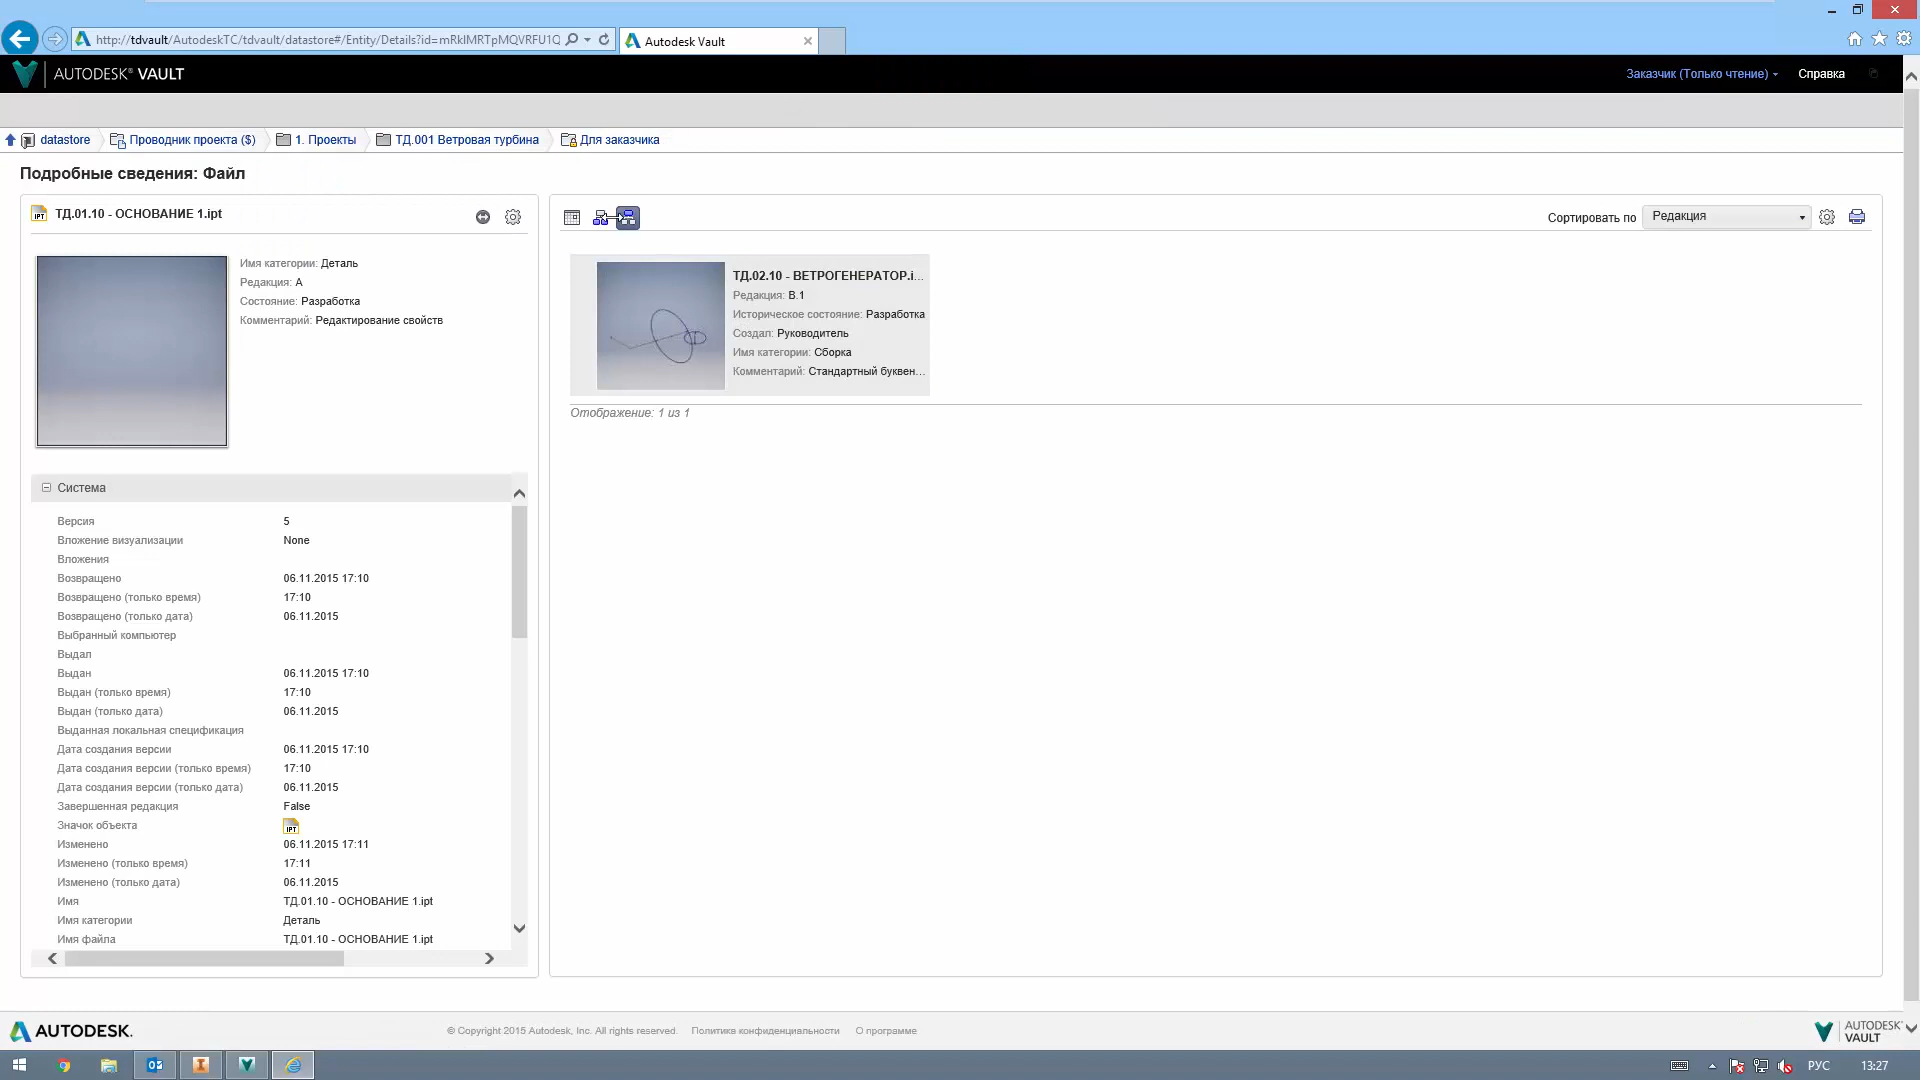 http://tdvault/AutodeskTC/tdvault/datastore#/Entity/Details?id=mRkIMRTpMQVRFU1Q
Autodesk Vault
AUTODESK® VAULT
Заказчик (Только чтение)
Справка
datastore
Проводник проекта ($)
1. Проекты
ТД.001 Ветровая турбина
Для заказчика
Подробные сведения: Файл
IPT
ТД.01.10 - ОСНОВАНИЕ 1.ipt
Имя категории: Деталь
Редакция: A
Состояние: Разработка
Комментарий: Редактирование свойств
Система
Версия 5
Вложение визуализации None
Вложения
Возвращено 06.11.2015 17:10
Возвращено (только время) 17:10
Возвращено (только дата) 06.11.2015
Выбранный компьютер
Выдал
Выдан 06.11.2015 17:10
Выдан (только время) 17:10
Выдан (только дата) 06.11.2015
Выданная локальная спецификация
Дата создания версии 06.11.2015 17:10
Дата создания версии (только время) 17:10
Дата создания версии (только дата) 06.11.2015
Завершенная редакция False
Значок объекта IPT
Изменено 06.11.2015 17:11
Изменено (только время) 17:11
Изменено (только дата) 06.11.2015
Имя ТД.01.10 - ОСНОВАНИЕ 1.ipt
Имя категории Деталь
Имя файла ТД.01.10 - ОСНОВАНИЕ 1.ipt
Сортировать по Редакция
ТД.02.10 - ВЕТРОГЕНЕРАТОР.i...
Редакция: B.1
Историческое состояние: Разработка
Создал: Руководитель
Имя категории: Сборка
Комментарий: Стандартный буквен...
Отображение: 1 из 1
AUTODESK.
© Copyright 2015 Autodesk, Inc. All rights reserved. Политика конфиденциальности О программе
AUTODESK®
VAULT
РУС
13:27